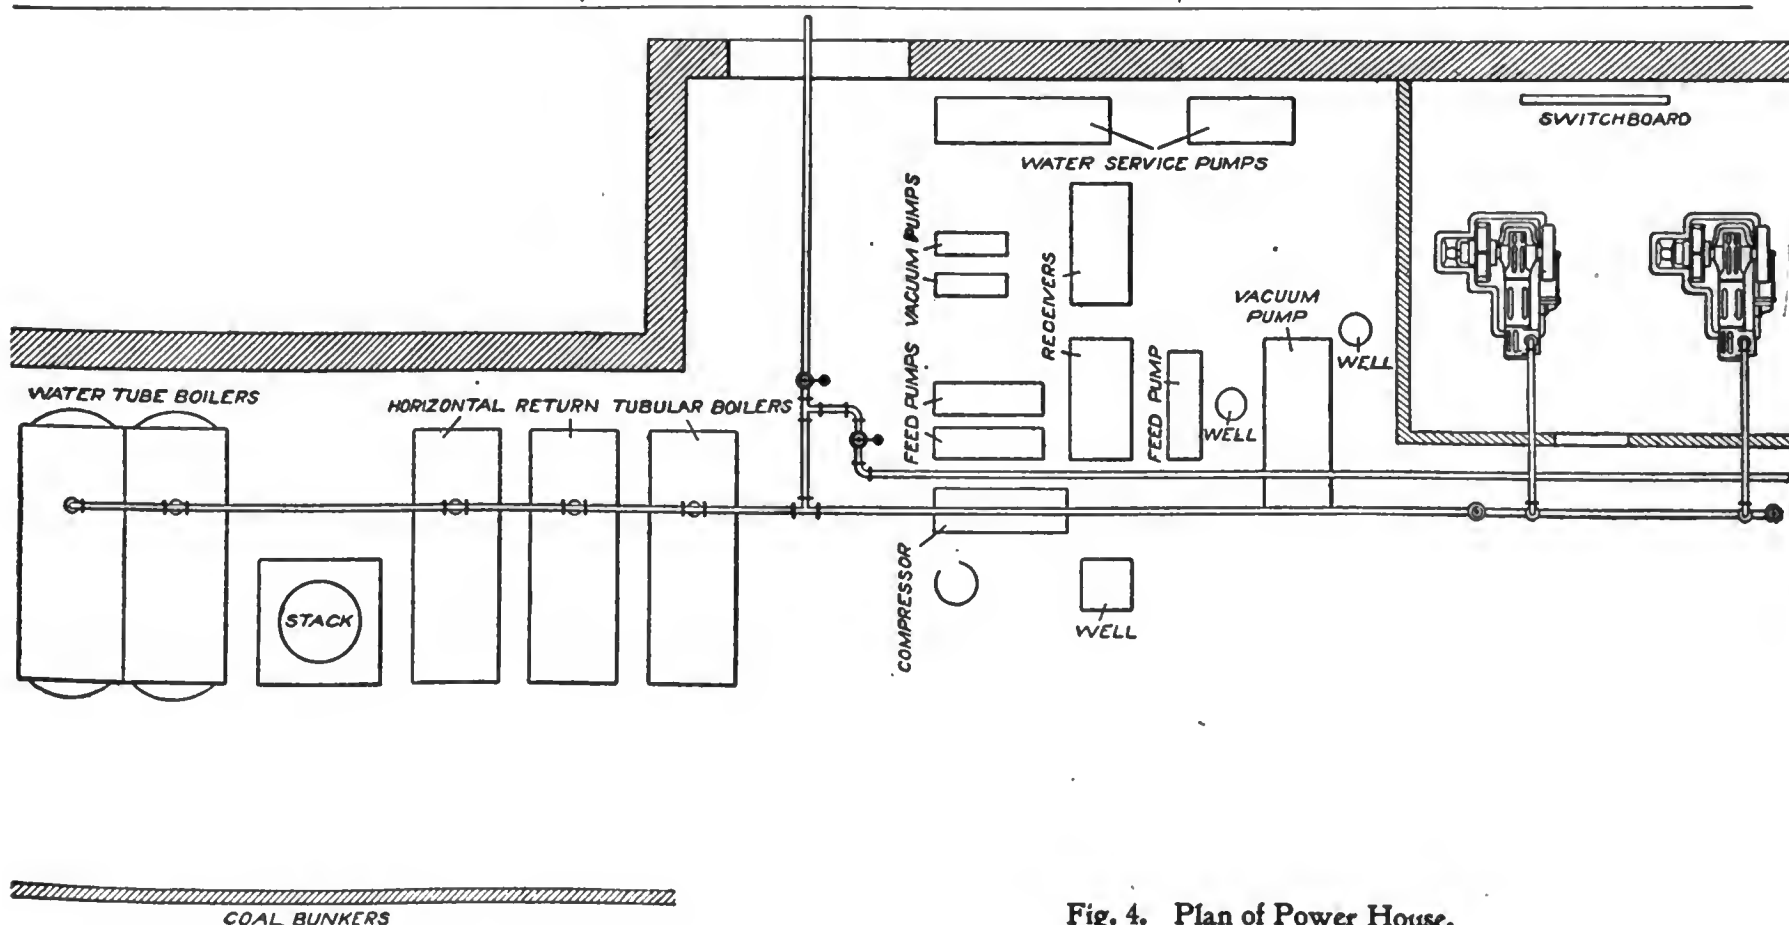 SWITCHBOARD
WATER SERVICE PUMPS
VACUUM PUMPS
RECEIVERS
VACUUM
PUMP
WELL
FEED PUMPS
FEED PUMP
WELL
WATER TUBE BOILERS
HORIZONTAL RETURN TUBULAR BOILERS
COMPRESSOR
STACK
WELL
COAL BUNKERS
Fig. 4. Plan of Power House.